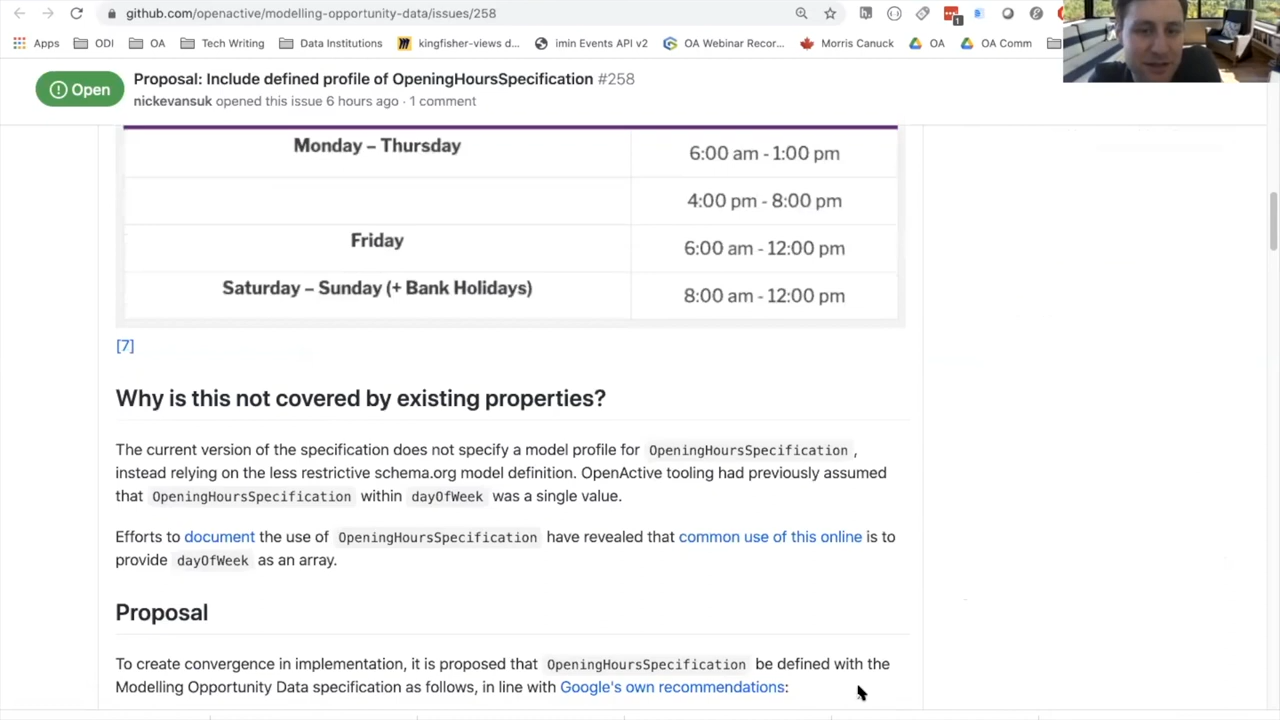 github.com/openactive/modelling-opportunity-data/issues/258
1
Apps ODI OA Tech Writing Data Institutions kingfisher-views d... imin Events API v2 OA Webinar Recor... Morris Canuck OA OA Comm
Open
Proposal: Include defined profile of OpeningHoursSpecification #258
nickevansuk opened this issue 6 hours ago · 1 comment
Monday – Thursday 6:00 am - 1:00 pm
4:00 pm - 8:00 pm
Friday 6:00 am - 12:00 pm
Saturday – Sunday (+ Bank Holidays) 8:00 am - 12:00 pm
[7]
Why is this not covered by existing properties?
The current version of the specification does not specify a model profile for OpeningHoursSpecification ,
instead relying on the less restrictive schema.org model definition. OpenActive tooling had previously assumed
that OpeningHoursSpecification within dayOfWeek was a single value.
Efforts to document the use of OpeningHoursSpecification have revealed that common use of this online is to
provide dayOfWeek as an array.
Proposal
To create convergence in implementation, it is proposed that OpeningHoursSpecification be defined with the
Modelling Opportunity Data specification as follows, in line with Google's own recommendations: